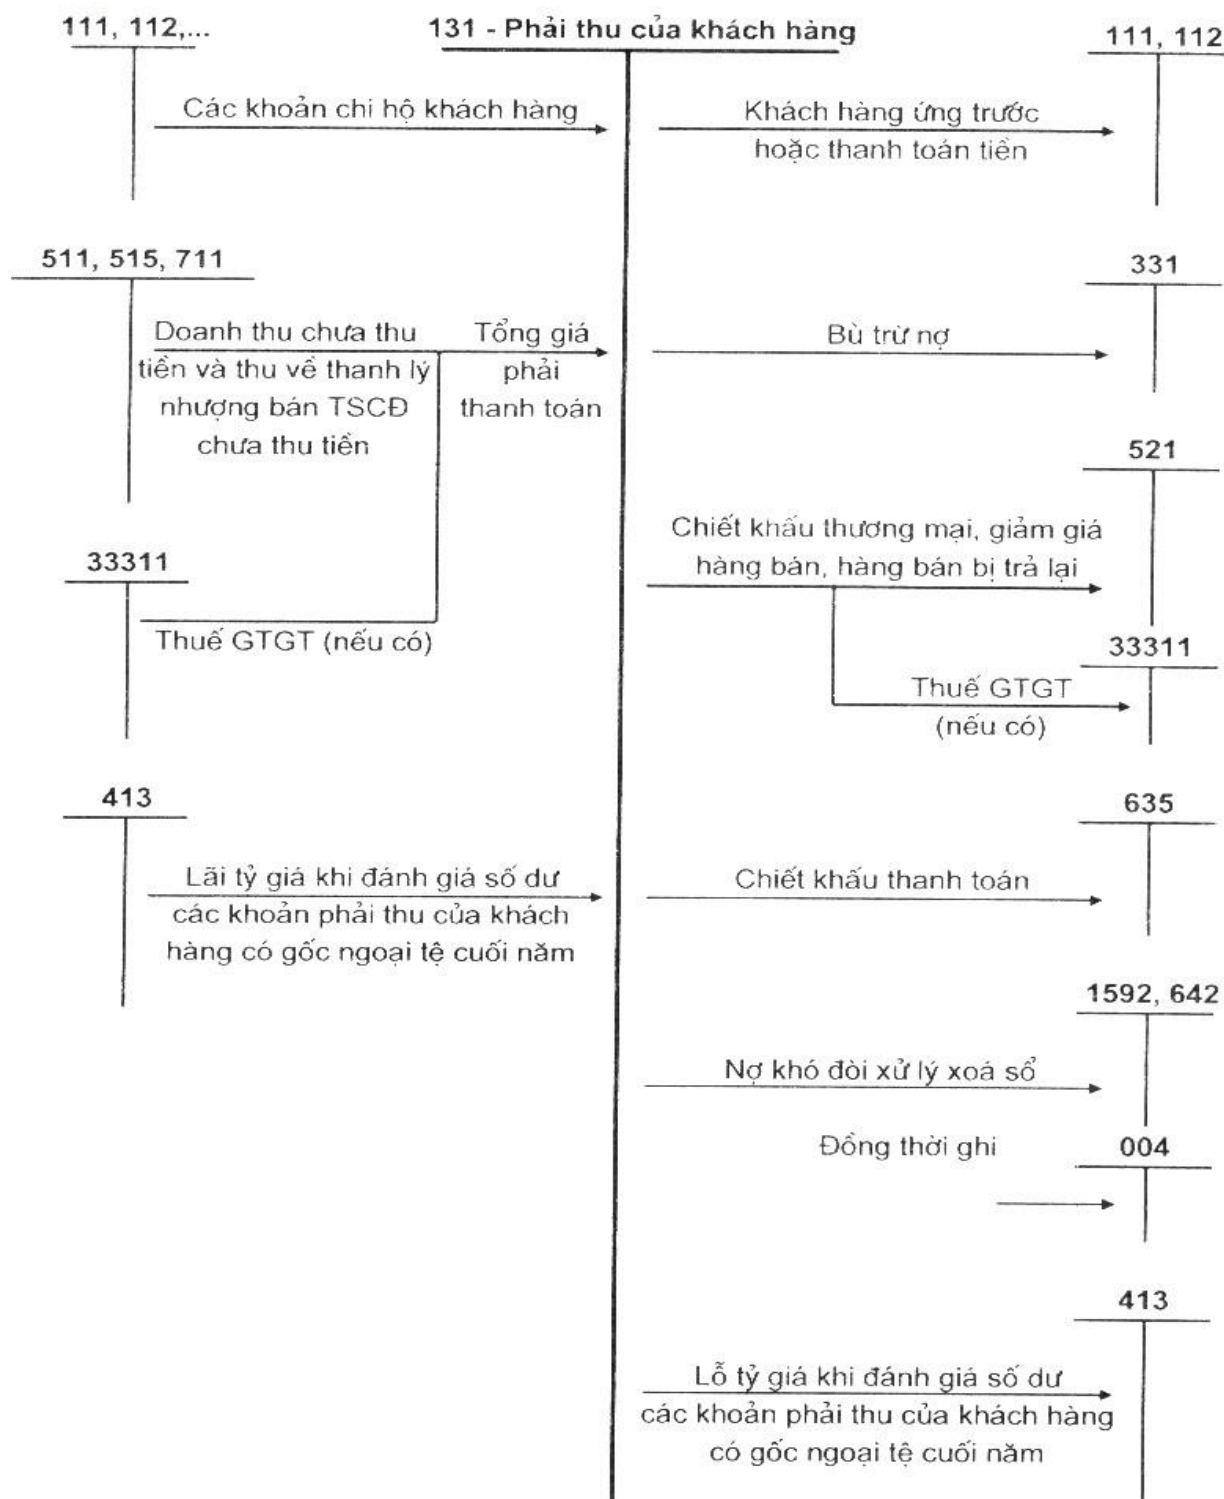 111, 112,...
131 - Phải thu của khách hàng
111, 112
Các khoản chi hộ khách hàng
Khách hàng ứng trước
hoặc thanh toán tiền
511, 515, 711
331
Doanh thu chưa thu
tiền và thu về thanh lý
nhượng bán TSCĐ
chưa thu tiền
Tổng giá
phải
thanh toán
Bù trừ nợ
521
Chiết khấu thương mại, giảm giá
hàng bán, hàng bán bị trả lại
33311
Thuế GTGT (nếu có)
33311
Thuế GTGT
(nếu có)
413
635
Lãi tỷ giá khi đánh giá số dư
các khoản phải thu của khách
hàng có gốc ngoại tệ cuối năm
Chiết khấu thanh toán
1592, 642
Nợ khó đòi xử lý xoá sổ
Đồng thời ghi
004
413
Lỗ tỷ giá khi đánh giá số dư
các khoản phải thu của khách hàng
có gốc ngoại tệ cuối năm